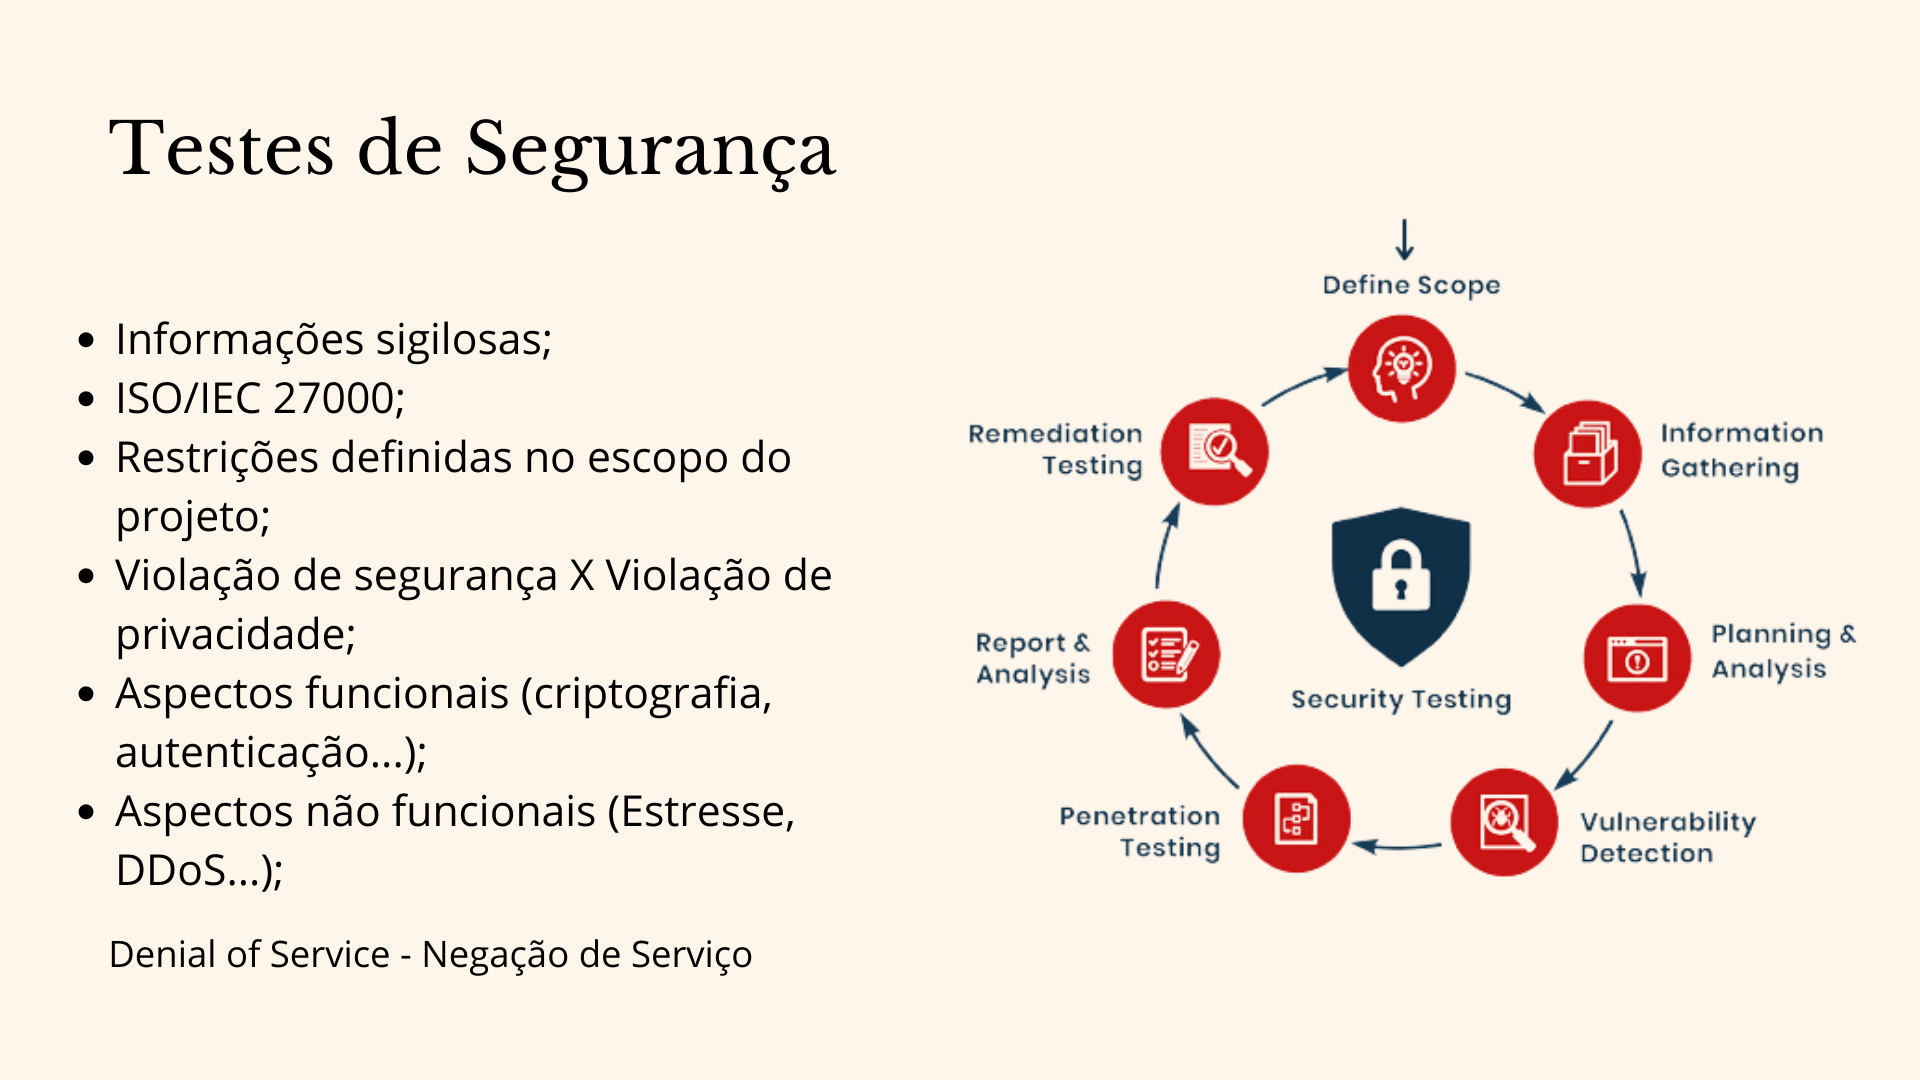 Testes de Segurança
• Informações sigilosas;
• ISO/IEC 27000;
• Restrições definidas no escopo do
projeto;
• Violação de segurança X Violação de
privacidade;
• Aspectos funcionais (criptografia,
autenticação...);
• Aspectos não funcionais (Estresse,
DDoS...);
Denial of Service - Negação de Serviço
Define Scope
Information
Gathering
Planning &
Analysis
Vulnerability
Detection
Penetration
Testing
Report &
Analysis
Remediation
Testing
Security Testing